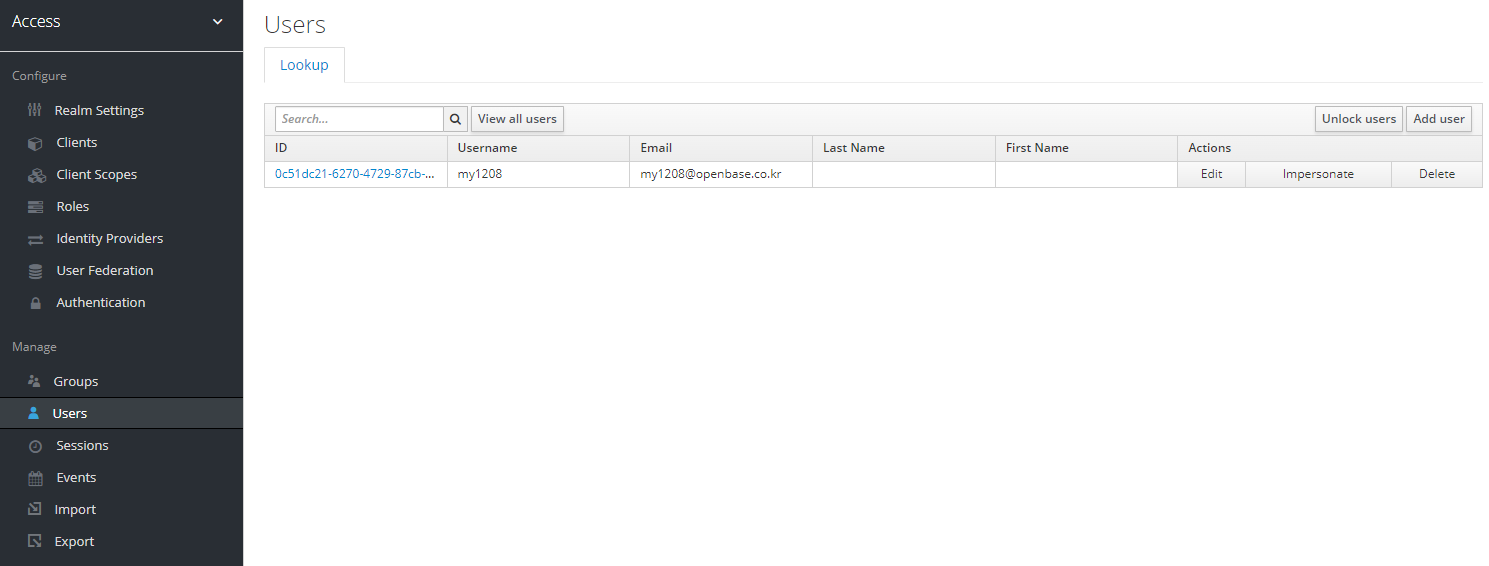 Access
Configure
Realm Settings
Clients
Client Scopes
Roles
Identity Providers
User Federation
Authentication
Manage
Groups
Users
Sessions
Events
Import
Export
Users
Lookup
Search... View all users Unlock users Add user
ID Username Email Last Name First Name Actions
0c51dc21-6270-4729-87cb-... my1208 my1208@openbase.co.kr Edit Impersonate Delete